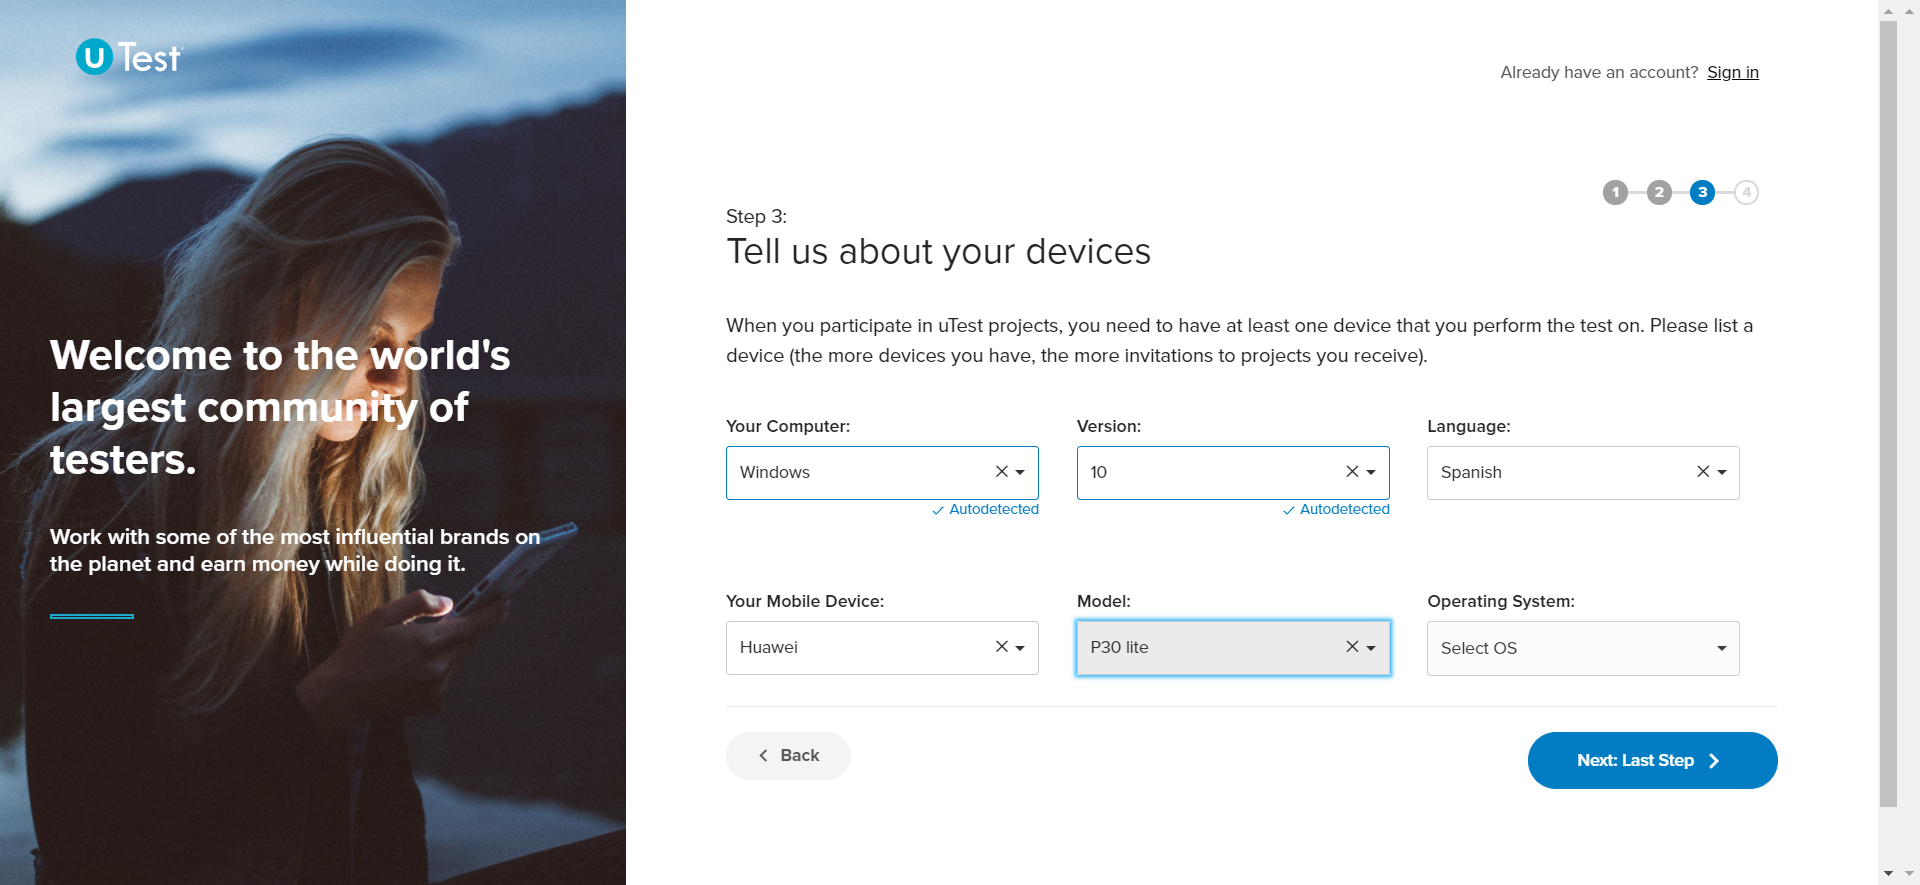 U Test
Welcome to the world's
largest community of
testers.
Work with some of the most influential brands on
the planet and earn money while doing it.
Already have an account? Sign in
1 2 3 4
Step 3:
Tell us about your devices
When you participate in uTest projects, you need to have at least one device that you perform the test on. Please list a
device (the more devices you have, the more invitations to projects you receive).
Your Computer: Version: Language:
Windows 10 Spanish
Autodetected Autodetected
Your Mobile Device: Model: Operating System:
Huawei P30 lite Select OS
Back Next: Last Step